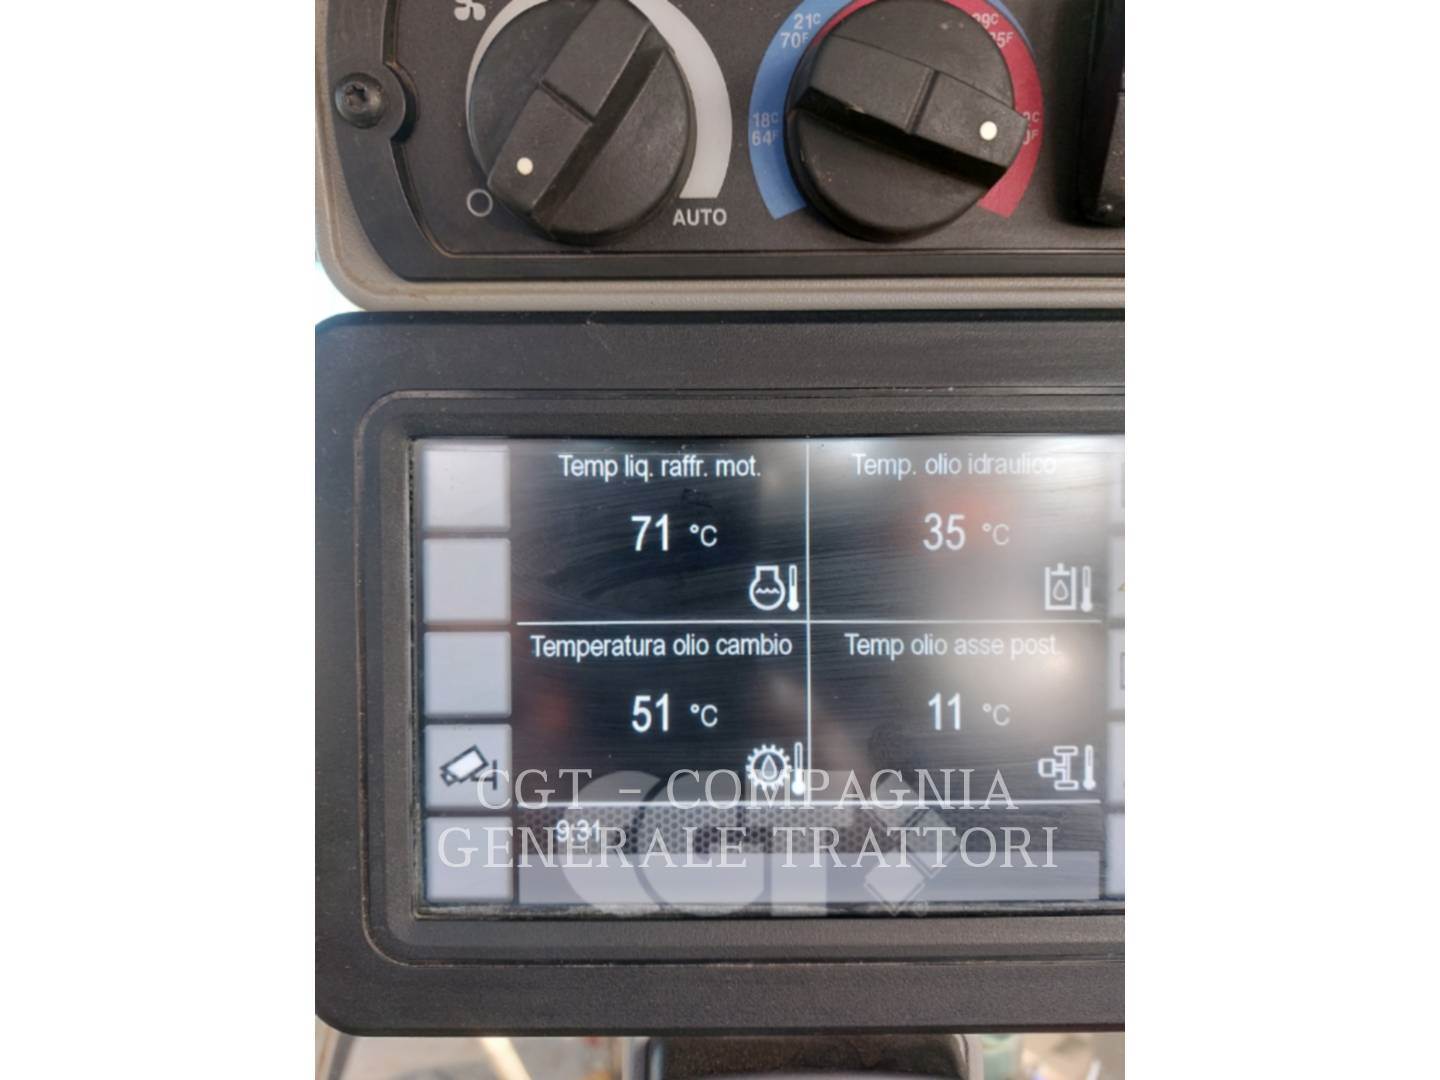 21C
70F
18C
64F
AUTO
Temp liq. raffr. mot.
71 °C
Temp. olio idraulico
35 °C
Temperatura olio cambio
51 °C
Temp olio asse post.
11 °C
9:31
CGT - COMPAGNIA
GENERALE TRATTORI